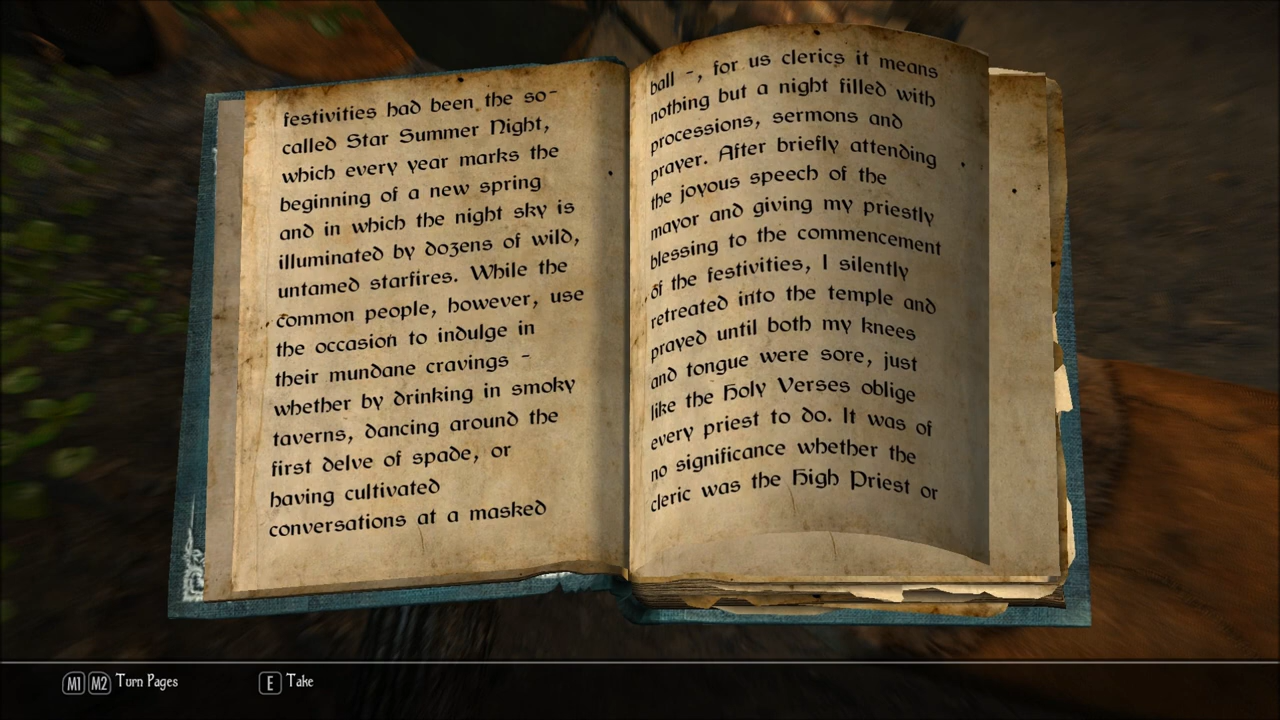 festivities had been the so-
called Star Summer Night,
which every year marks the
beginning of a new spring
and in which the night sky is
illuminated by dozens of wild,
untamed starfires. While the
common people, however, use
the occasion to indulge in
their mundane cravings -
whether by drinking in smoky
taverns, dancing around the
first delve of spade, or
having cultivated
conversations at a masked
ball -, for us clerics it means
nothing but a night filled with
processions, sermons and
prayer. After briefly attending
the joyous speech of the
mayor and giving my priestly
blessing to the commencement
of the festivities, I silently
retreated into the temple and
prayed until both my knees
and tongue were sore, just
like the Holy Verses oblige
every priest to do. It was of
no significance whether the
cleric was the High Priest or
M1 M2 Turn Pages
E Take